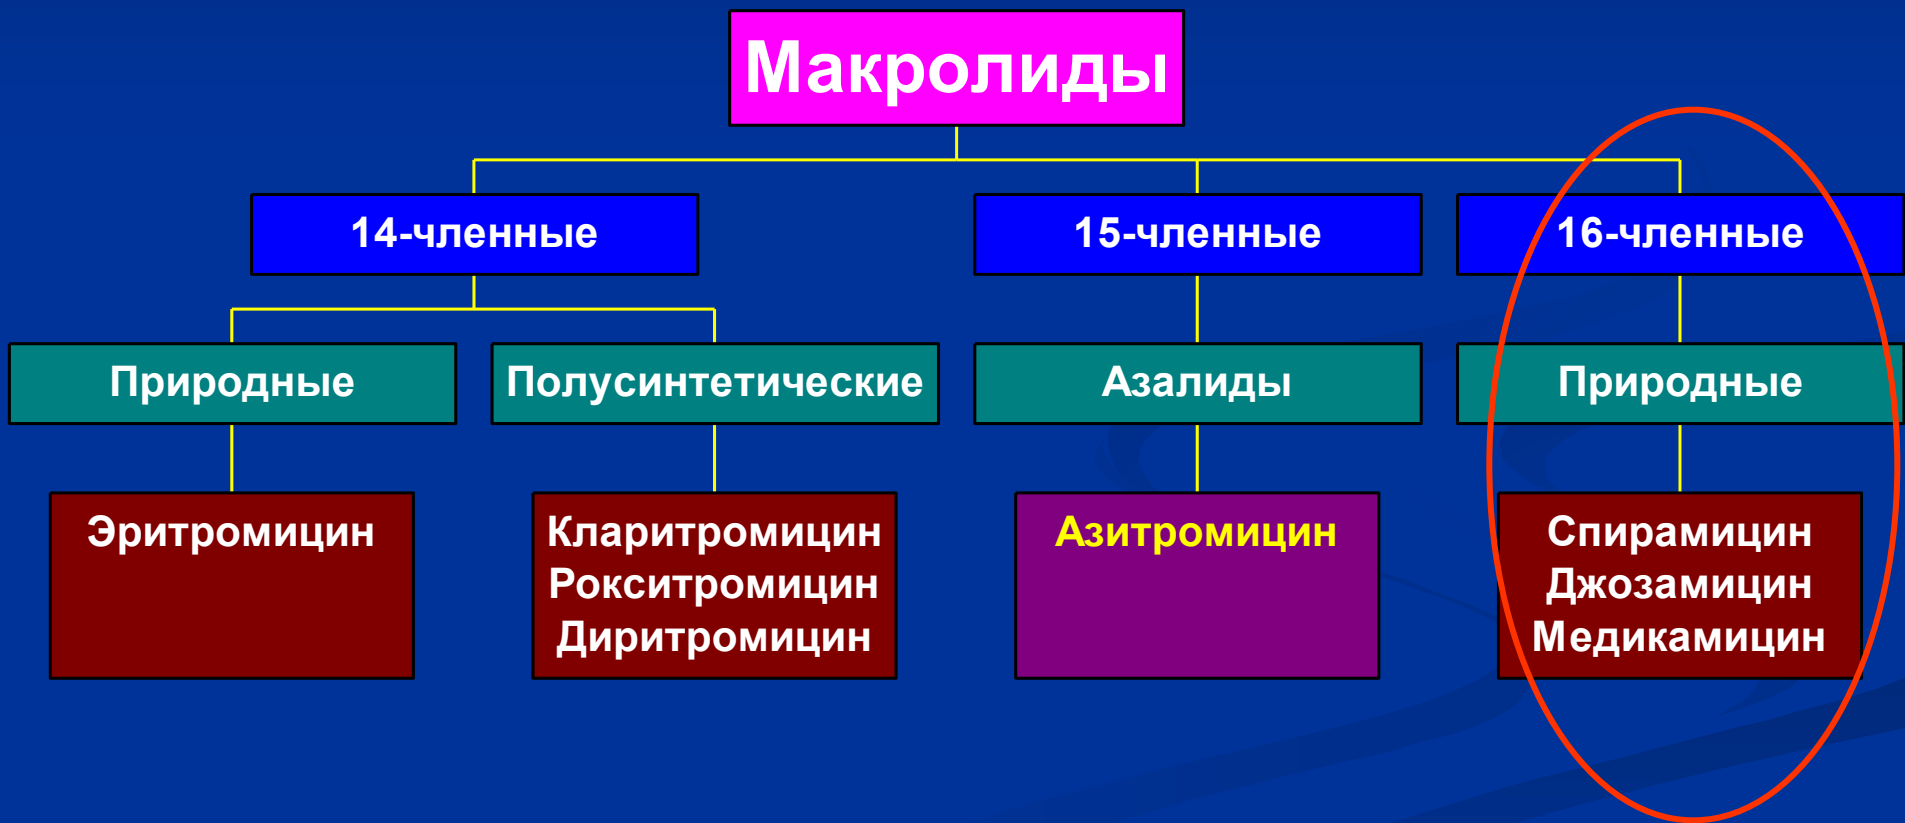 Макролиды
14-членные
15-членные
16-членные
Природные
Полусинтетические
Азалиды
Природные
Эритромицин
Кларитромицин
Рокситромицин
Диритромицин
Азитромицин
Спирамицин
Джозамицин
Медикамицин